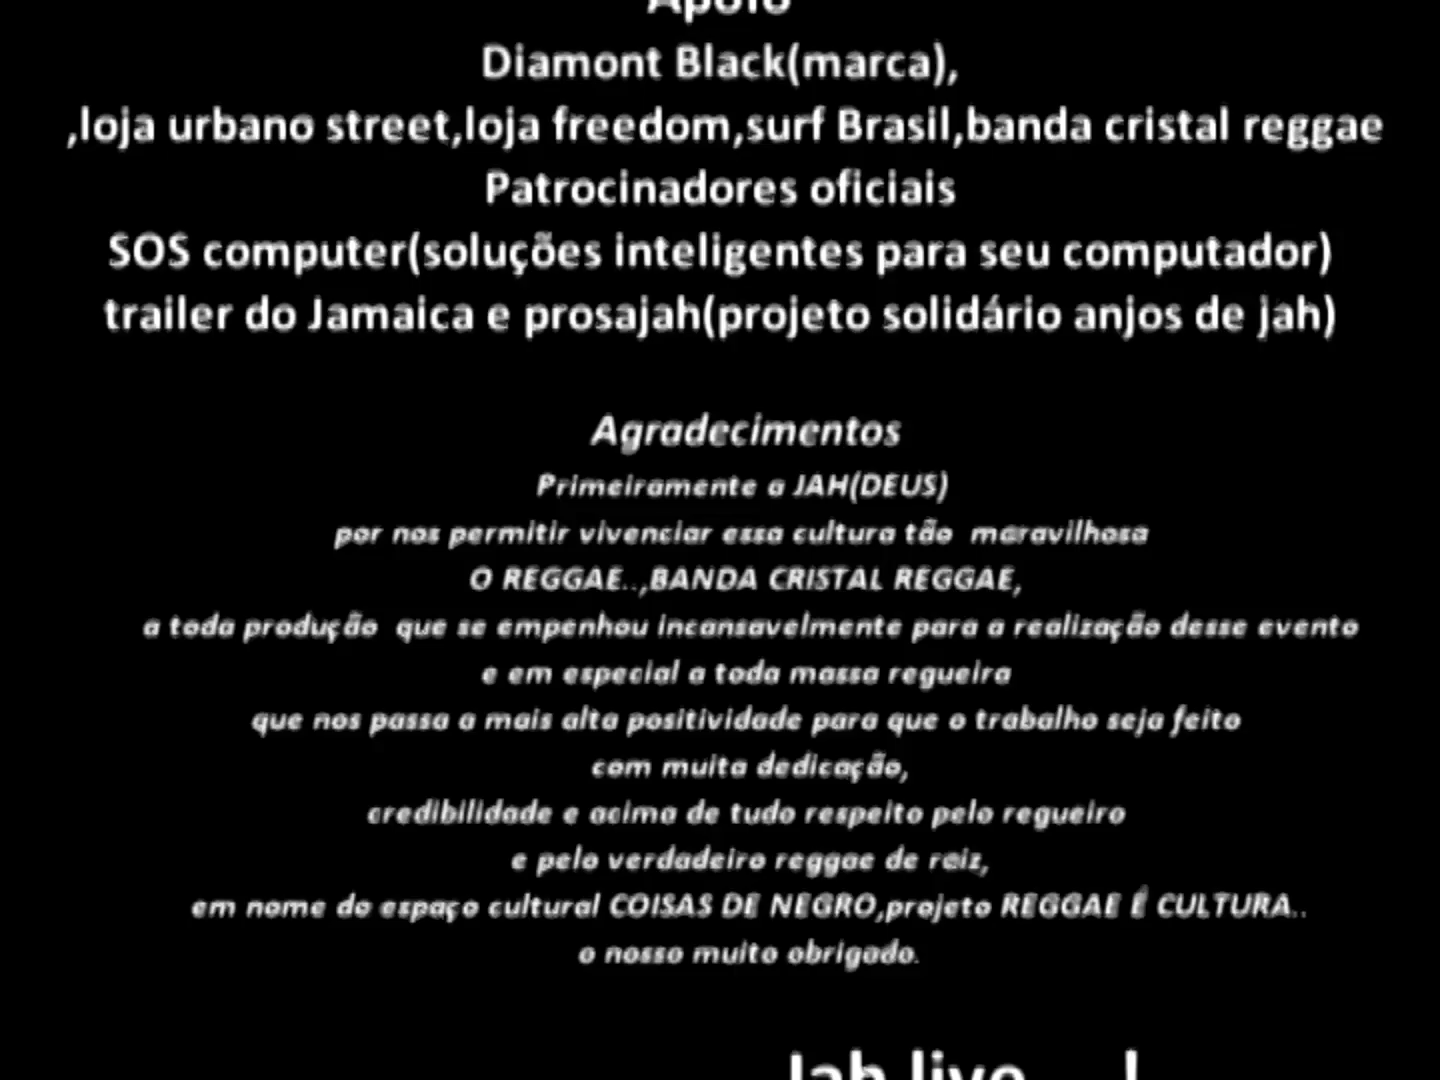 Apoio
Diamont Black(marca),
,loja urbano street,loja freedom,surf Brasil,banda cristal reggae
Patrocinadores oficiais
SOS computer(soluções inteligentes para seu computador)
trailer do Jamaica e prosajah(projeto solidário anjos de jah)
Agradecimentos
Primeiramente a JAH(DEUS)
por nos permitir vivenciar essa cultura tão maravilhosa
O REGGAE..,BANDA CRISTAL REGGAE,
a toda produção que se empenhou incansavelmente para a realização desse evento
e em especial a toda massa regueira
que nos passa a mais alta positividade para que o trabalho seja feito
com muita dedicação,
credibilidade e acima de tudo respeito pelo regueiro
e pelo verdadeiro reggae de raiz,
em nome do espaço cultural COISAS DE NEGRO,projeto REGGAE É CULTURA..
o nosso muito obrigado.
Jah live....!